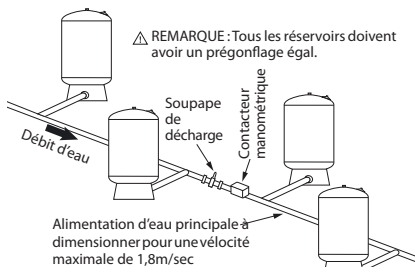 ⚠ REMARQUE : Tous les réservoirs doivent
avoir un prégonflage égal.
Soupape
de
décharge
Contacteur
manométrique
Débit d'eau
Alimentation d'eau principale à
dimensionner pour une vélocité
maximale de 1,8m/sec